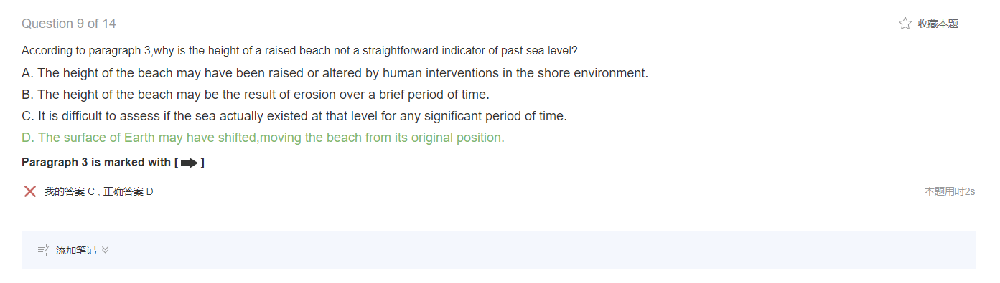 Question 9 of 14
收藏本题
According to paragraph 3,why is the height of a raised beach not a straightforward indicator of past sea level?
A. The height of the beach may have been raised or altered by human interventions in the shore environment.
B. The height of the beach may be the result of erosion over a brief period of time.
C. It is difficult to assess if the sea actually existed at that level for any significant period of time.
D. The surface of Earth may have shifted,moving the beach from its original position.
Paragraph 3 is marked with [ ➡ ]
我的答案 C , 正确答案 D
本题用时2s
添加笔记